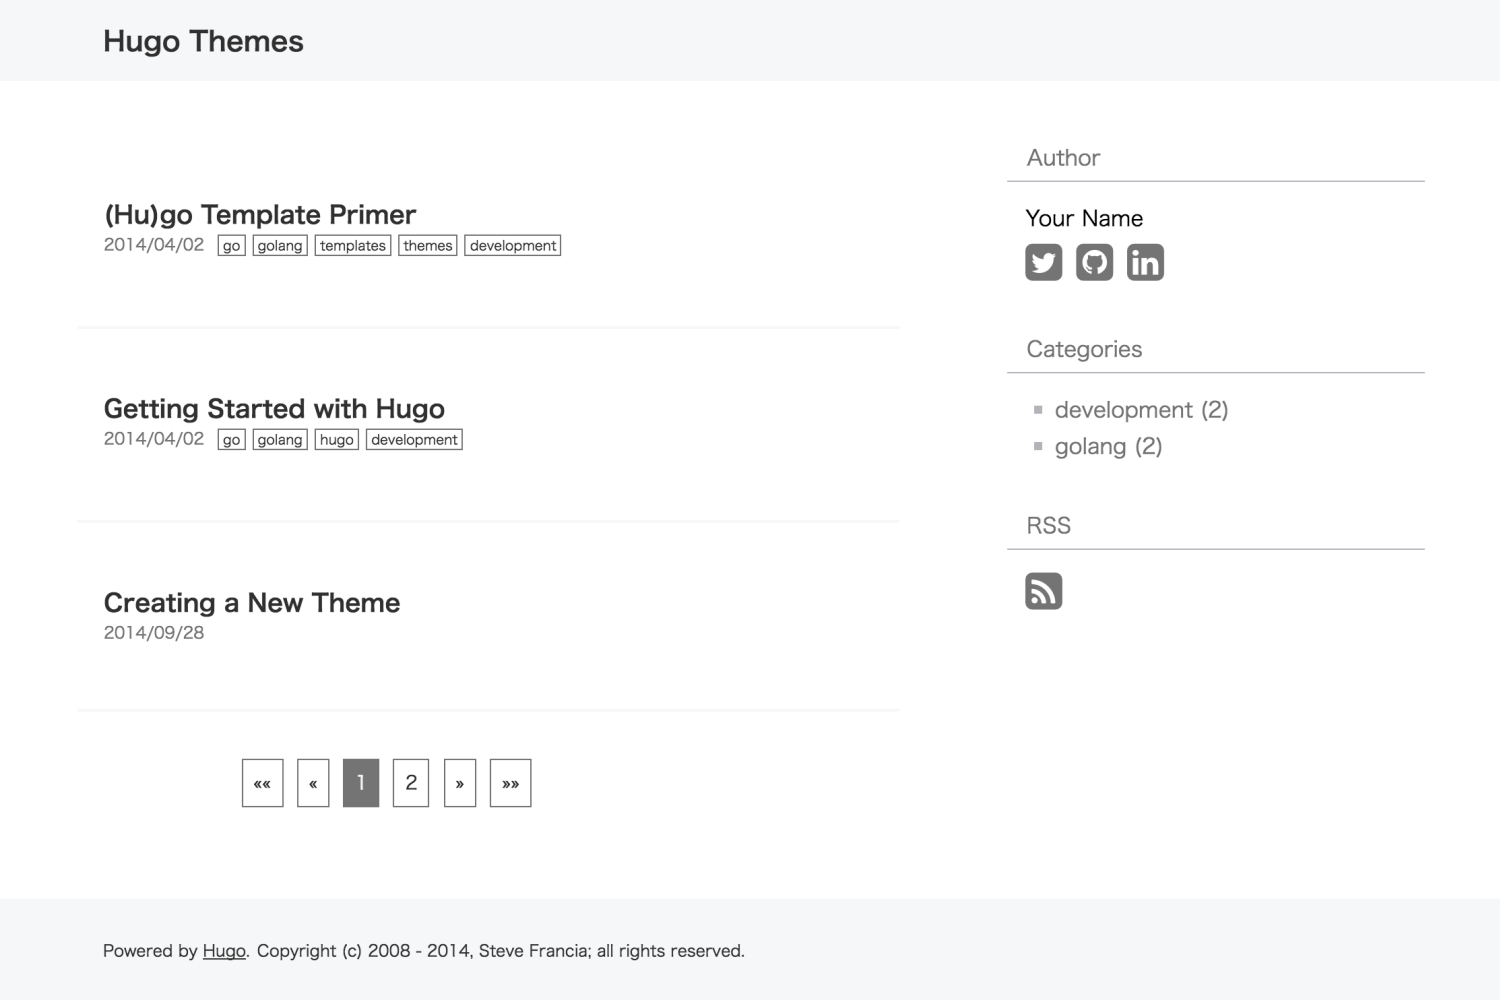 Hugo Themes
(Hu)go Template Primer
2014/04/02 go golang templates themes development
Getting Started with Hugo
2014/04/02 go golang hugo development
Creating a New Theme
2014/09/28
«« « 1 2 » »»
Author
Your Name
in
Categories
development (2)
golang (2)
RSS
Powered by Hugo. Copyright (c) 2008 - 2014, Steve Francia; all rights reserved.